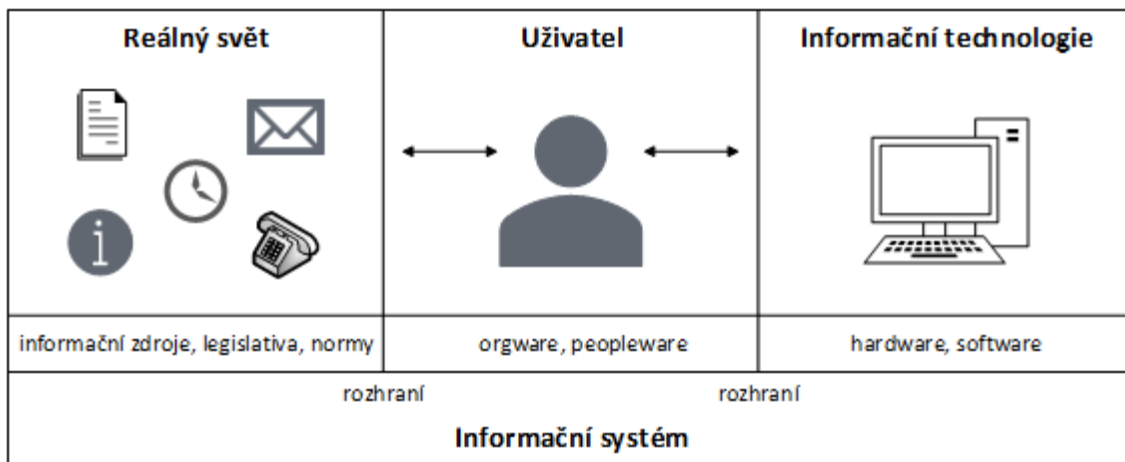 Reálný svět
Uživatel
Informační technologie
informační zdroje, legislativa, normy
orgware, peopleware
hardware, software
rozhraní
rozhraní
Informační systém